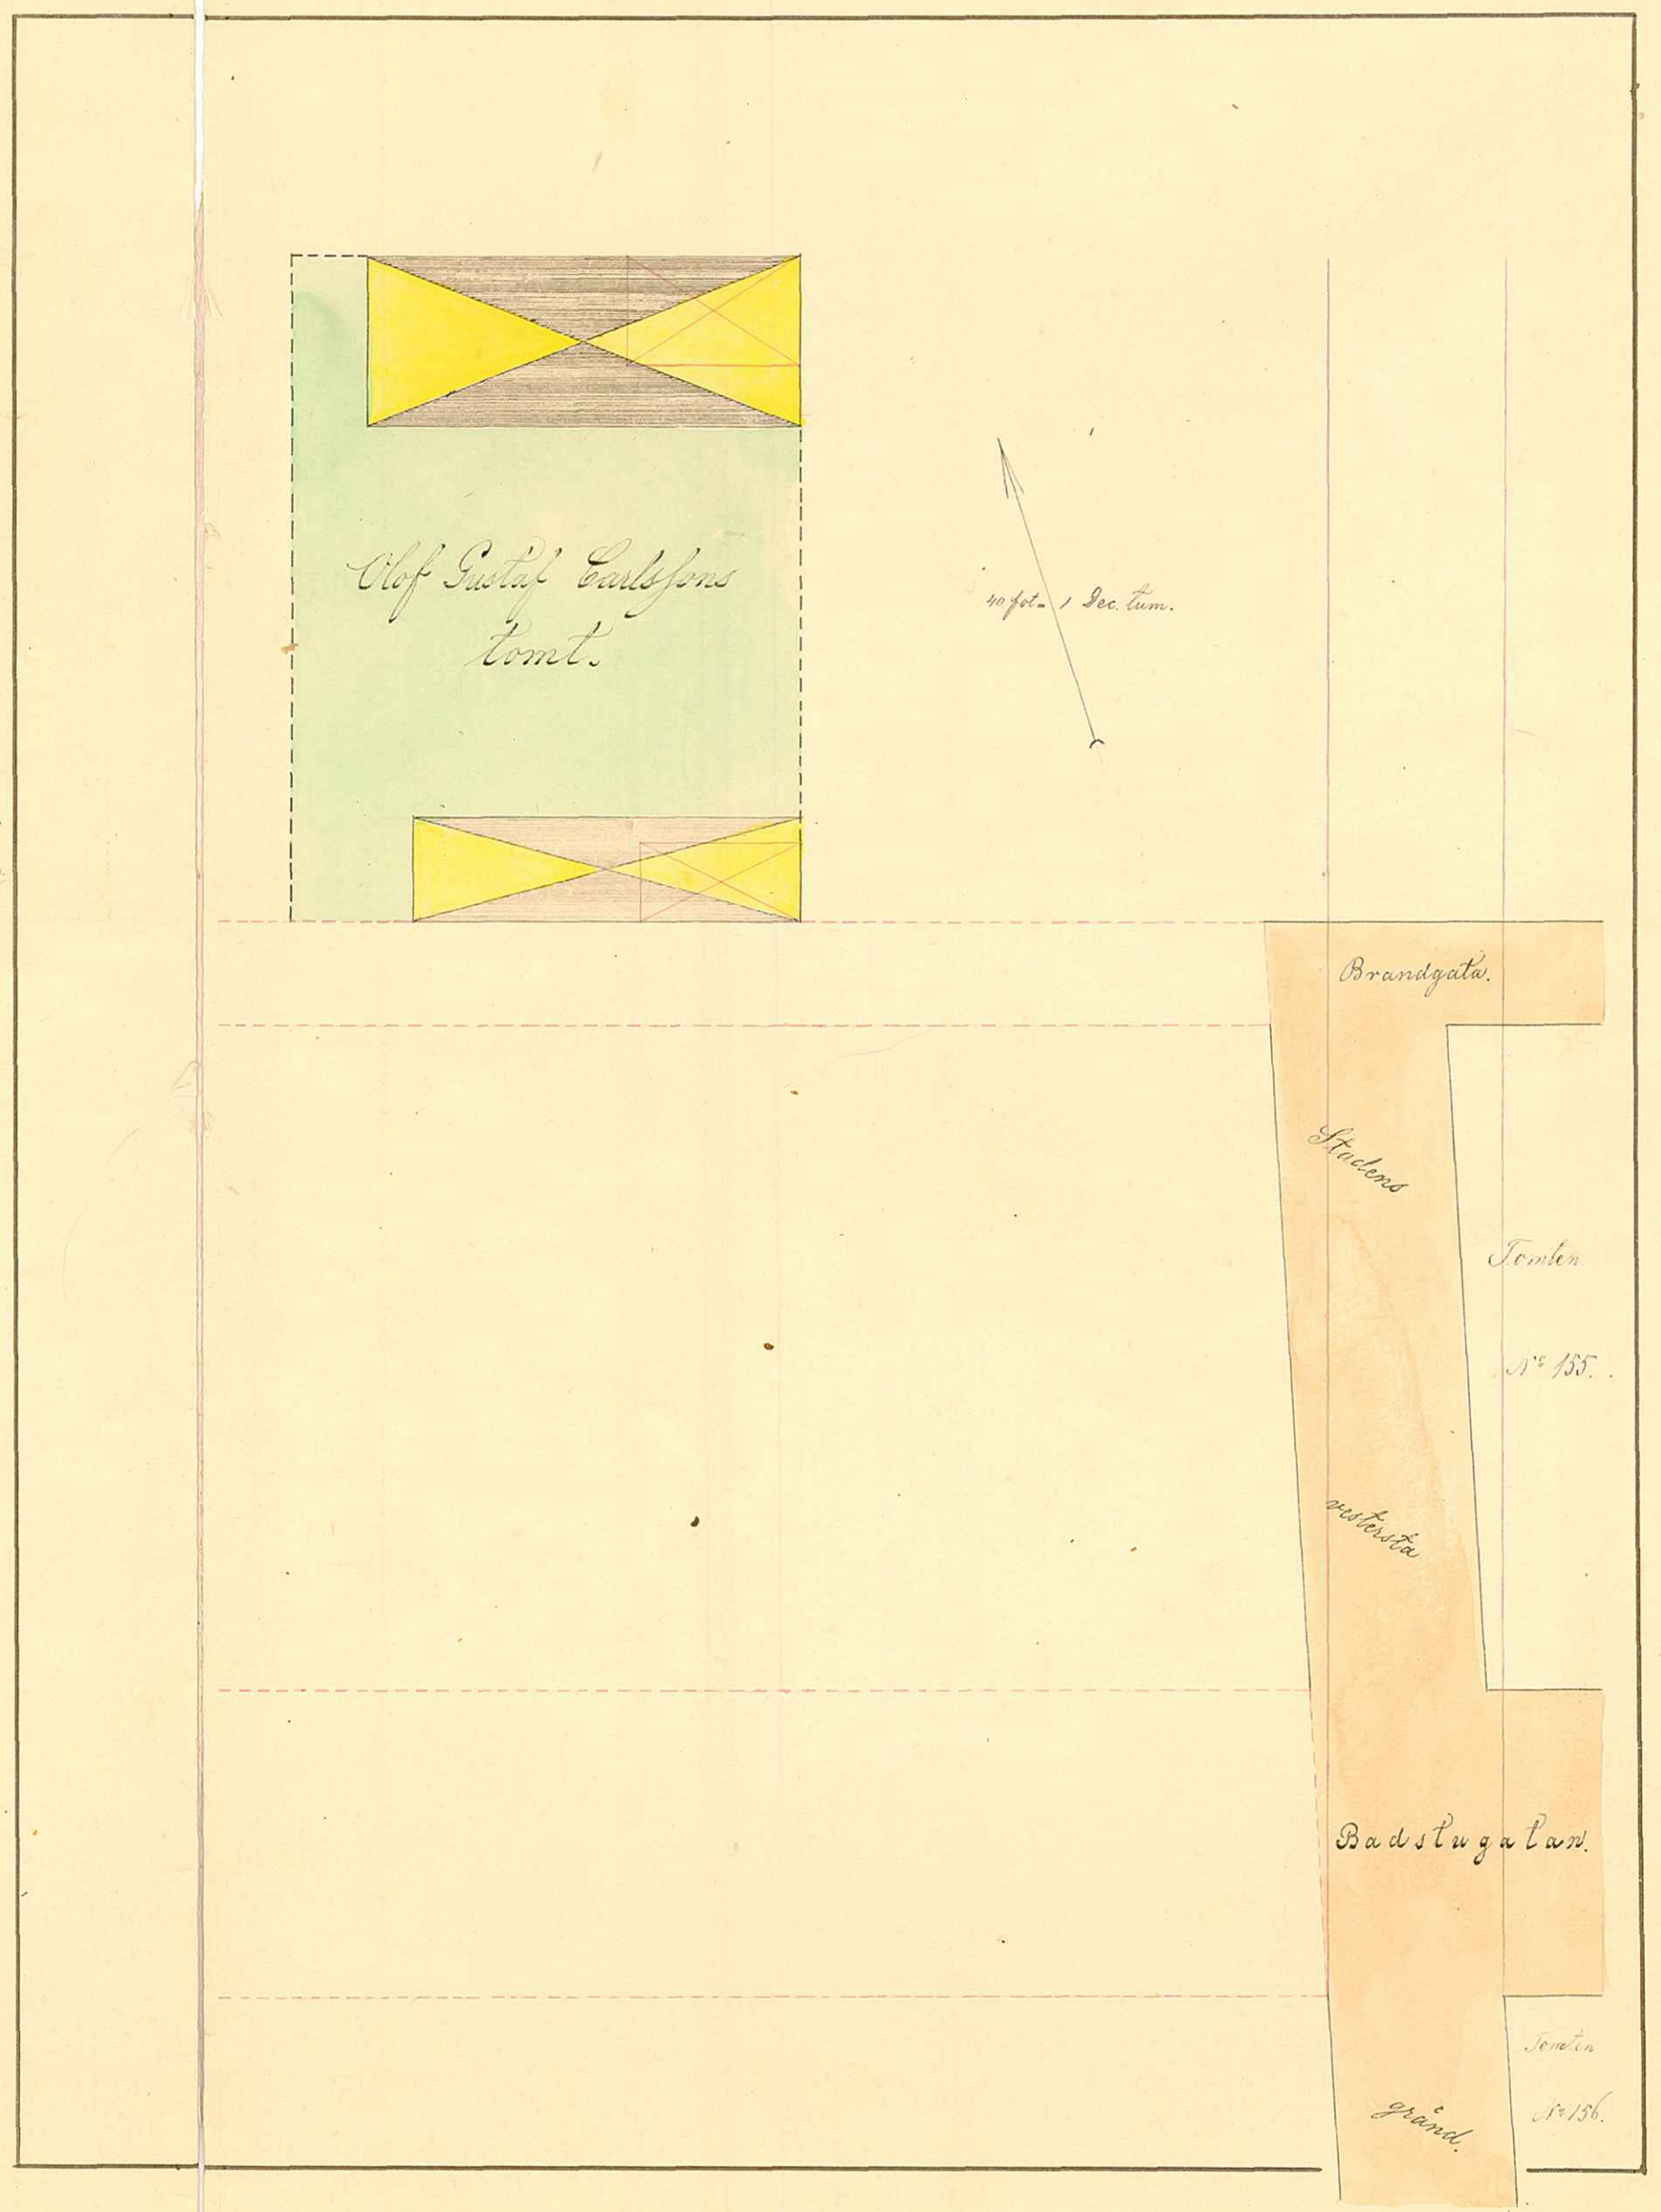 Olof Gustaf Carlssons
tomt.
40 fot = 1 Dec. tum.
Brandgata.
Stadens
Tomten
No 155.
vestersta
Badstugatan.
Tomten
No 156.
gränd.